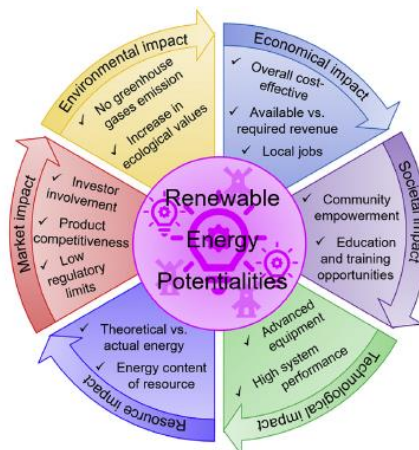 Environmental impact
✓ No greenhouse
gases emission
✓ Increase in
ecological values
Economical impact
✓ Overall cost-
effective
✓ Available vs.
required revenue
✓ Local jobs
Societal impact
✓ Community
empowerment
✓ Education
and training
opportunities
Technological impact
✓ Advanced
equipment
✓ High system
performance
Resource impact
✓ Theoretical vs.
actual energy
✓ Energy content
of resource
Market impact
✓ Investor
involvement
✓ Product
competitiveness
✓ Low
regulatory
limits
Renewable
Energy
Potentialities